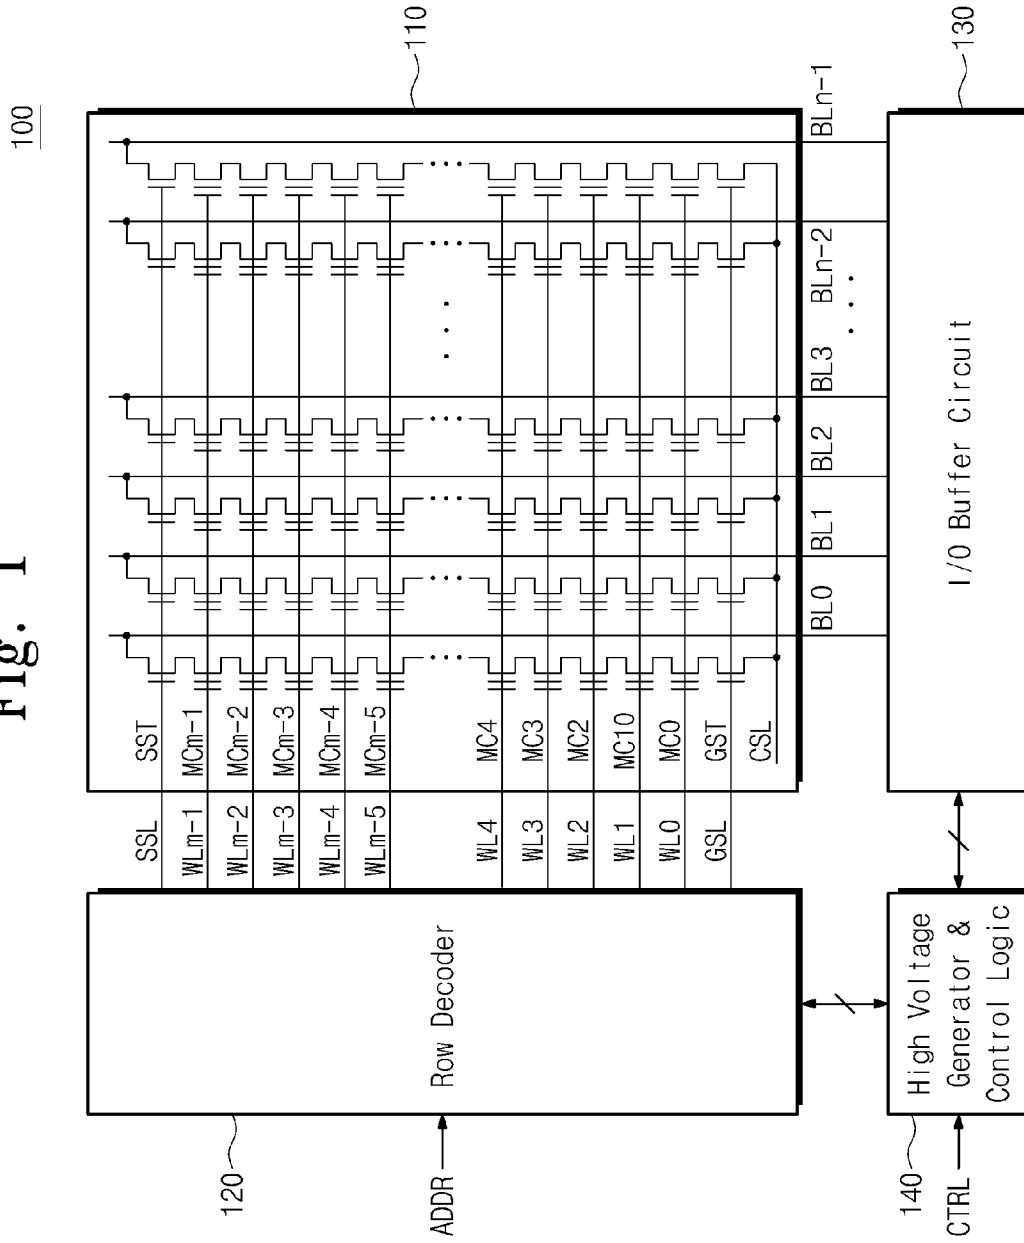 Fig. 1
100
110
SSL
SST
WLm-1
MCm-1
WLm-2
MCm-2
WLm-3
MCm-3
WLm-4
MCm-4
WLm-5
MCm-5
WL4
MC4
WL3
MC3
WL2
MC2
WL1
MC10
WL0
MC0
GSL
GST
CSL
120
Row Decoder
ADDR
BL0
BL1
BL2
BL3
BLn-2
BLn-1
130
I/O Buffer Circuit
140
High Voltage
Generator &
Control Logic
CTRL